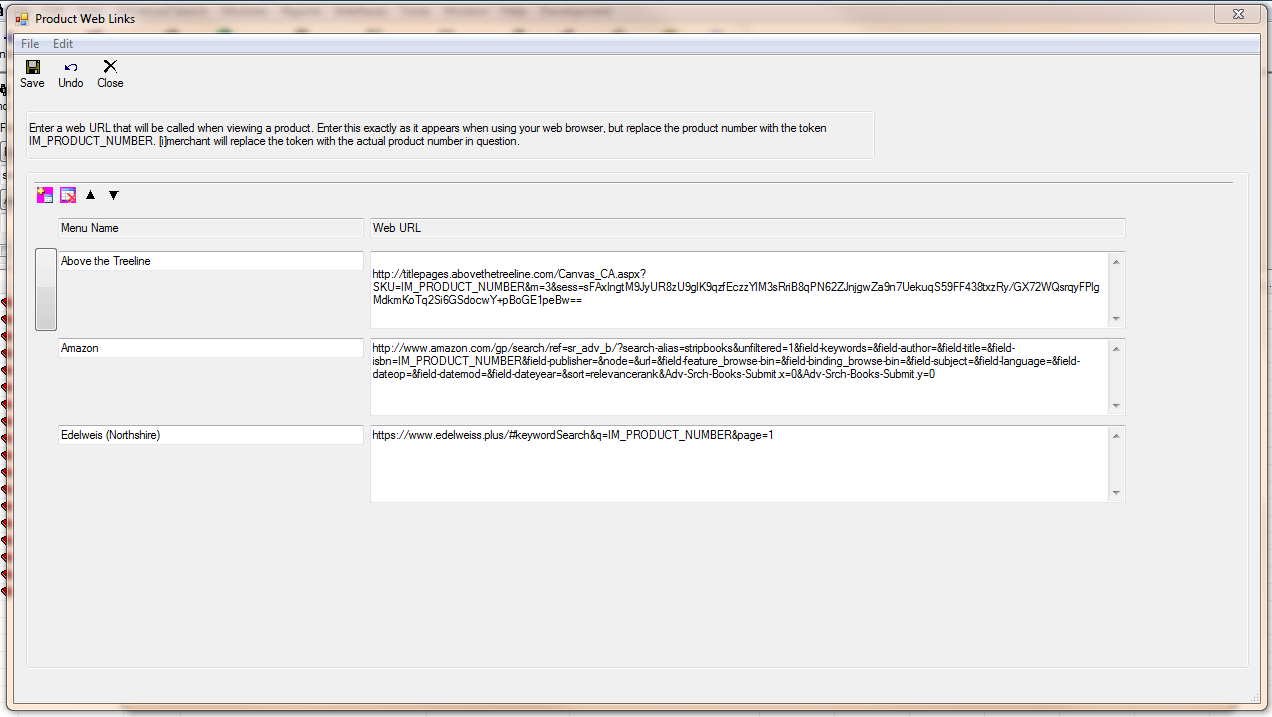 Product Web Links
File Edit
Save Undo Close
Enter a web URL that will be called when viewing a product. Enter this exactly as it appears when using your web browser, but replace the product number with the token
IM_PRODUCT_NUMBER. [i]merchant will replace the token with the actual product number in question.
Menu Name Web URL
Above the Treeline
http://titlepages.abovethetreeline.com/Canvas_CA.aspx?
SKU=IM_PRODUCT_NUMBER&m=3&sess=sFAxIngtM9JyUR8zU9glK9qzfEczzYlM3sRriB8qPN62ZJnjgwZa9n7UekuqS59FF438txzRy/GX72WQsrqyFPlg
MdkmKoTq2Si6GSdocwY+pBoGE1peBw==
Amazon
http://www.amazon.com/gp/search/ref=sr_adv_b/?search-alias=stripbooks&unfiltered=1&field-keywords=&field-author=&field-title=&field-
isbn=IM_PRODUCT_NUMBER&field-publisher=&node=&url=&field-feature_browse-bin=&field-binding_browse-bin=&field-subject=&field-language=&field-
dateop=&field-datemod=&field-dateyear=&sort=relevancerank&Adv-Srch-Books-Submit.x=0&Adv-Srch-Books-Submit.y=0
Edelweis (Northshire)
https://www.edelweiss.plus/#keywordSearch&q=IM_PRODUCT_NUMBER&page=1